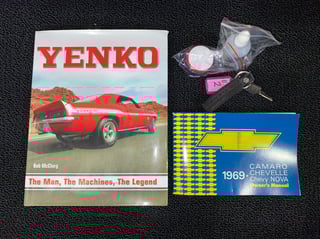 YENKO
Bob McClurg
The Man, The Machines, The Legend
1969
CAMARO
CHEVELLE
Chevy NOVA
Owner's Manual